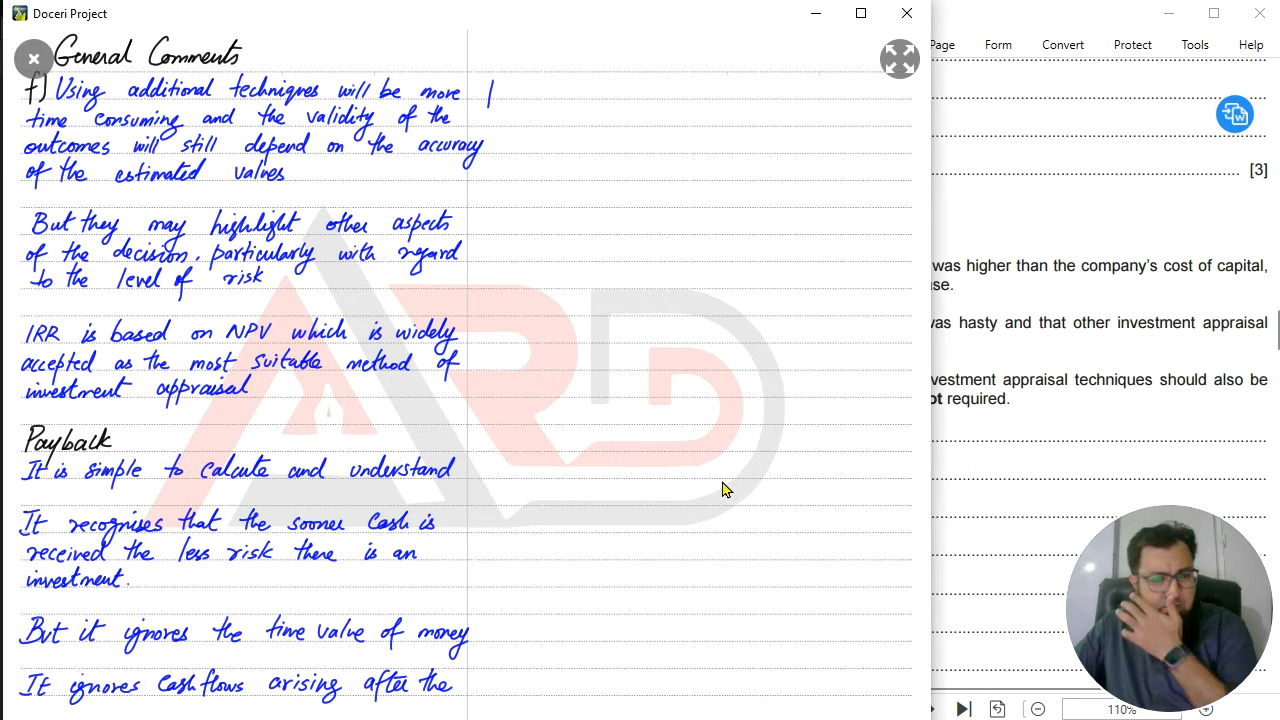 Doceri Project
General Comments
f) Using additional techniques will be more
time consuming and the validity of the
outcomes will still depend on the accuracy
of the estimated values
But they may highlight other aspects
of the decision, particularly with regard
to the level of risk
IRR is based on NPV which is widely
accepted as the most suitable method of
investment appraisal
Payback
It is simple to calcute and understand
It recognises that the sooner cash is
received the less risk there is an
investment.
But it ignores the time value of money
It ignores cashflows arising after the
ARD
Page Form Convert Protect Tools Help
W
[3]
was higher than the company's cost of capital,
se.
was hasty and that other investment appraisal
vestment appraisal techniques should also be
ot required.
110%